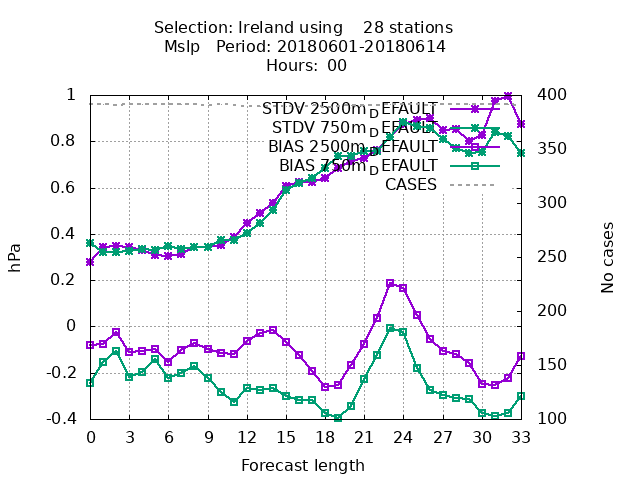 Selection: Ireland using 28 stations
Mslp Period: 20180601-20180614
Hours: 00
STDV 2500m_DEFAULT
STDV 750m_DEFAULT
BIAS 2500m_DEFAULT
BIAS 750m_DEFAULT
CASES
1
0.8
0.6
0.4
0.2
0
-0.2
-0.4
hPa
400
350
300
250
200
150
100
No cases
0 3 6 9 12 15 18 21 24 27 30 33
Forecast length